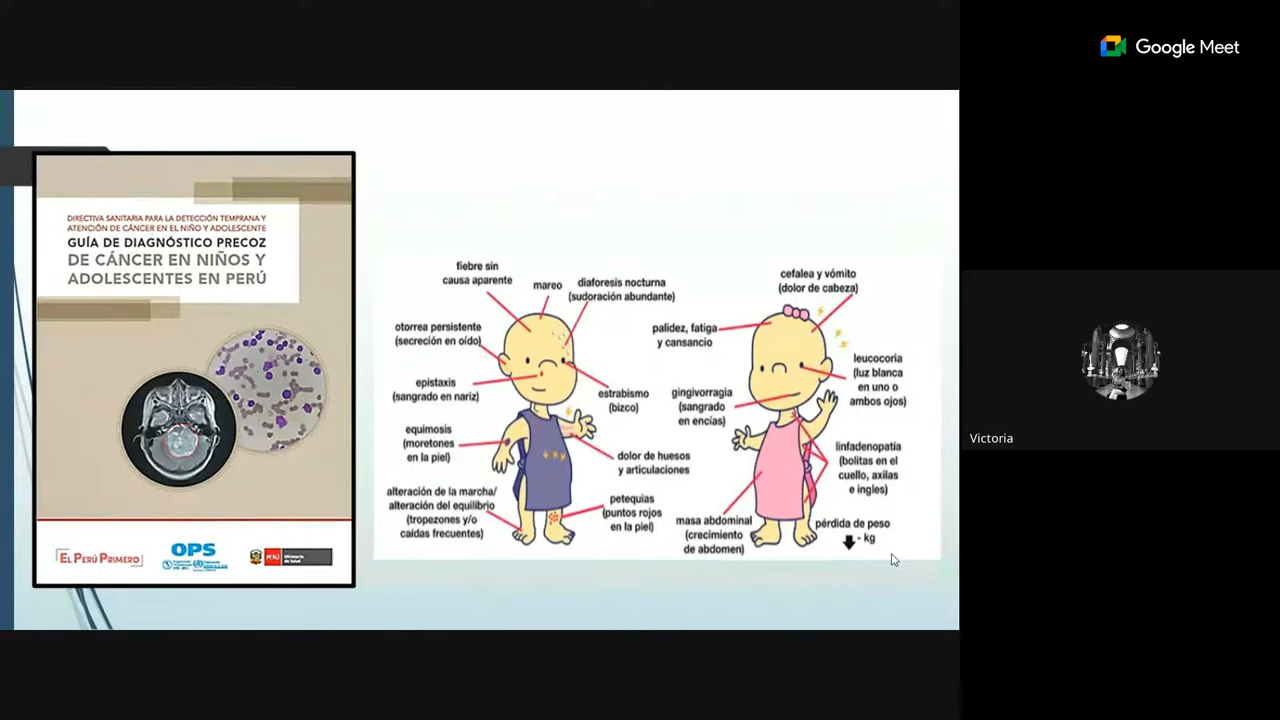 Google Meet
DIRECTIVA SANITARIA PARA LA DETECCIÓN TEMPRANA Y
ATENCIÓN DE CÁNCER EN EL NIÑO Y ADOLESCENTE
GUÍA DE DIAGNÓSTICO PRECOZ
DE CÁNCER EN NIÑOS Y
ADOLESCENTES EN PERÚ
EL PERÚ PRIMERO
OPS
PERÚ
fiebre sin
causa aparente
mareo
diaforesis nocturna
(sudoración abundante)
otorrea persistente
(secreción en oído)
epistaxis
(sangrado en nariz)
estrabismo
(bizco)
equimosis
(moretones
en la piel)
dolor de huesos
y articulaciones
alteración de la marcha/
alteración del equilibrio
(tropezones y/o
caídas frecuentes)
petequias
(puntos rojos
en la piel)
cefalea y vómito
(dolor de cabeza)
palidez, fatiga
y cansancio
leucocoria
(luz blanca
en uno o
ambos ojos)
gingivorragia
(sangrado
en encías)
linfadenopatía
(bolitas en el
cuello, axilas
e ingles)
masa abdominal
(crecimiento
de abdomen)
pérdida de peso
- kg
Victoria